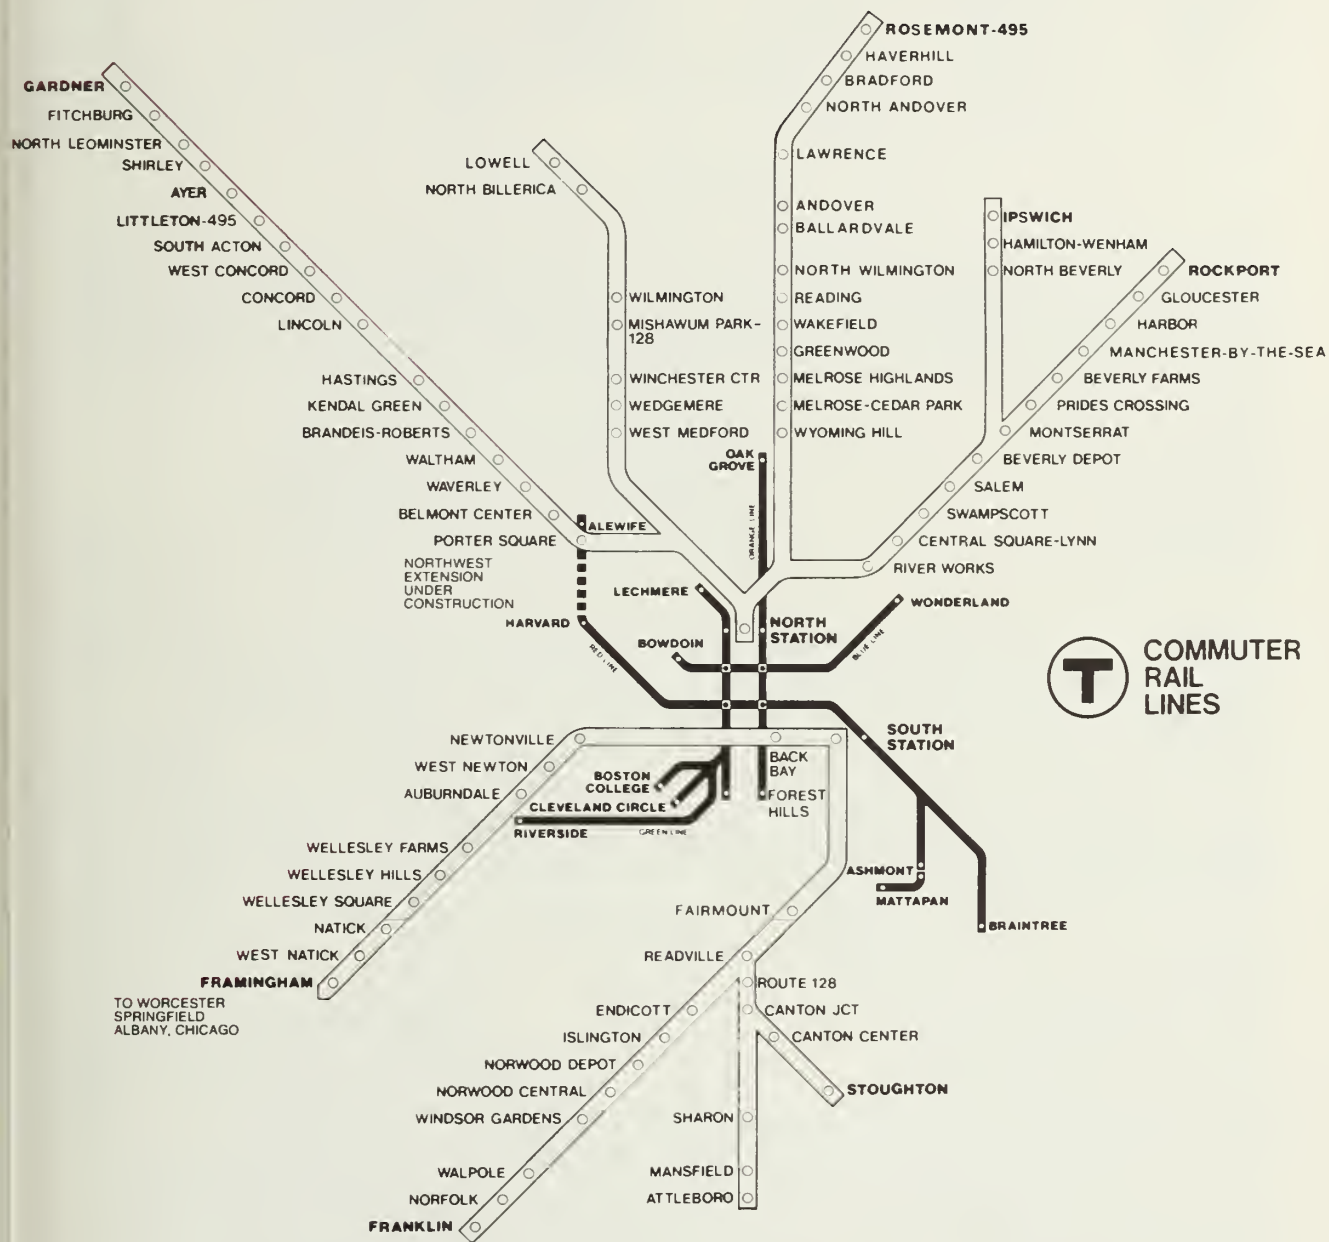 ROSEMONT-495
HAVERHILL
BRADFORD
NORTH ANDOVER
LAWRENCE
ANDOVER
BALLARDVALE
NORTH WILMINGTON
READING
WAKEFIELD
GREENWOOD
MELROSE HIGHLANDS
MELROSE-CEDAR PARK
WYOMING HILL
GARDNER
FITCHBURG
NORTH LEOMINSTER
SHIRLEY
AYER
LITTLETON-495
SOUTH ACTON
WEST CONCORD
CONCORD
LINCOLN
HASTINGS
KENDAL GREEN
BRANDEIS-ROBERTS
WALTHAM
WAVERLEY
BELMONT CENTER
PORTER SQUARE
LOWELL
NORTH BILLERICA
WILMINGTON
MISHAWUM PARK-
128
WINCHESTER CTR
WEDGEMERE
WEST MEDFORD
IPSWICH
HAMILTON-WENHAM
NORTH BEVERLY
ROCKPORT
GLOUCESTER
HARBOR
MANCHESTER-BY-THE-SEA
BEVERLY FARMS
PRIDES CROSSING
MONTSERRAT
BEVERLY DEPOT
SALEM
SWAMPSCOTT
CENTRAL SQUARE-LYNN
RIVER WORKS
OAK
GROVE
ORANGE LINE
ALEWIFE
NORTHWEST
EXTENSION
UNDER
CONSTRUCTION
HARVARD
RED LINE
LECHMERE
BOWDOIN
NORTH
STATION
WONDERLAND
BLUE LINE
T
COMMUTER
RAIL
LINES
SOUTH
STATION
BACK
BAY
FOREST
HILLS
BOSTON
COLLEGE
CLEVELAND CIRCLE
RIVERSIDE
GREEN LINE
ASHMONT
MATTAPAN
BRAINTREE
NEWTONVILLE
WEST NEWTON
AUBURNDALE
WELLESLEY FARMS
WELLESLEY HILLS
WELLESLEY SQUARE
NATICK
WEST NATICK
FRAMINGHAM
TO WORCESTER
SPRINGFIELD
ALBANY, CHICAGO
FAIRMOUNT
READVILLE
ROUTE 128
CANTON JCT
CANTON CENTER
STOUGHTON
SHARON
MANSFIELD
ATTLEBORO
ENDICOTT
ISLINGTON
NORWOOD DEPOT
NORWOOD CENTRAL
WINDSOR GARDENS
WALPOLE
NORFOLK
FRANKLIN